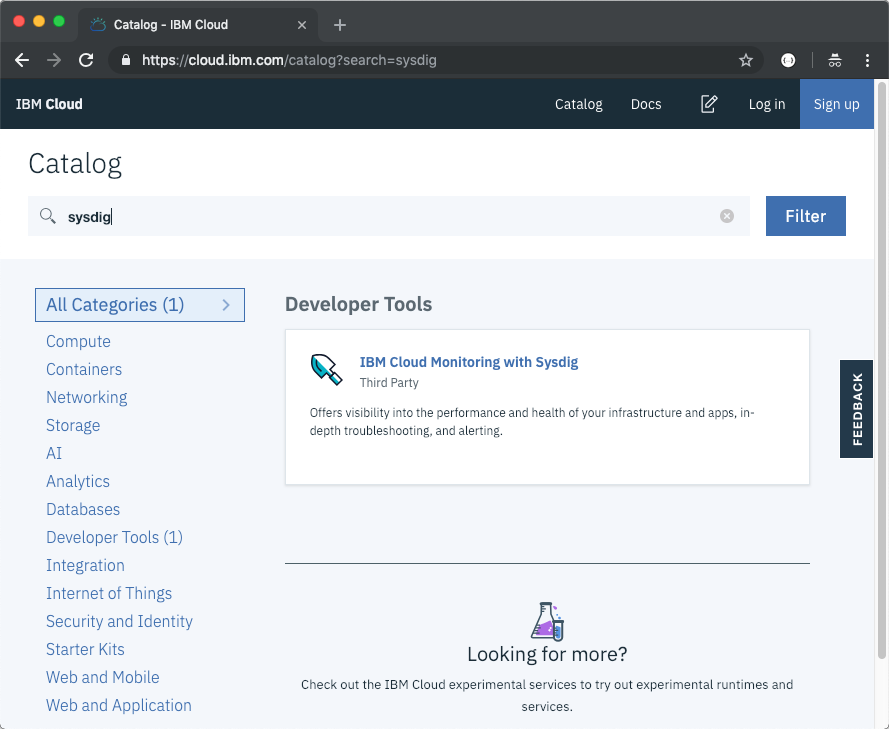 Catalog - IBM Cloud
https://cloud.ibm.com/catalog?search=sysdig
IBM Cloud
Catalog
Docs
Log in
Sign up
Catalog
sysdig
Filter
All Categories (1)
Compute
Containers
Networking
Storage
AI
Analytics
Databases
Developer Tools (1)
Integration
Internet of Things
Security and Identity
Starter Kits
Web and Mobile
Web and Application
Developer Tools
IBM Cloud Monitoring with Sysdig
Third Party
Offers visibility into the performance and health of your infrastructure and apps, in-
depth troubleshooting, and alerting.
FEEDBACK
Looking for more?
Check out the IBM Cloud experimental services to try out experimental runtimes and
services.